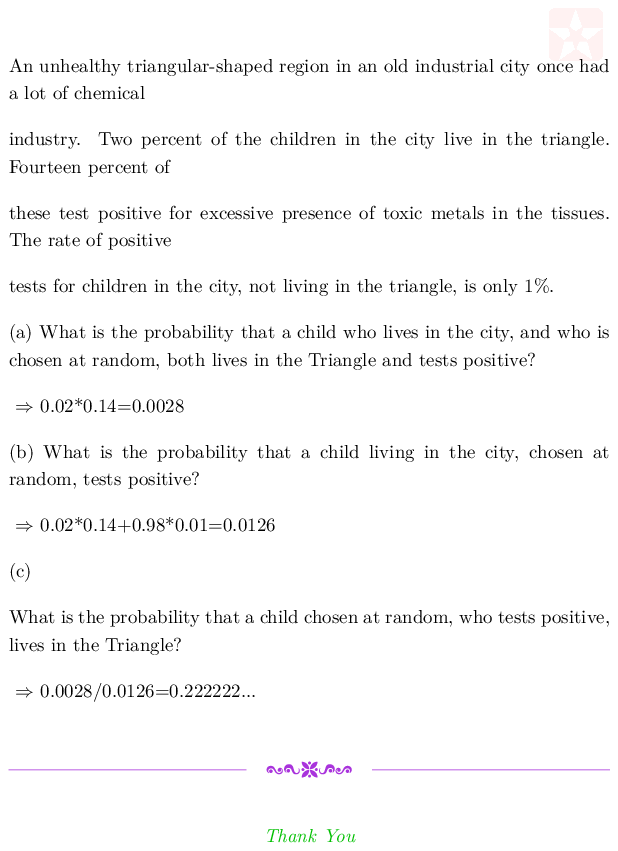 An unhealthy triangular-shaped region in an old industrial city once had
a lot of chemical
industry. Two percent of the children in the city live in the triangle.
Fourteen percent of
these test positive for excessive presence of toxic metals in the tissues.
The rate of positive
tests for children in the city, not living in the triangle, is only 1%.
(a) What is the probability that a child who lives in the city, and who is
chosen at random, both lives in the Triangle and tests positive?
⇒ 0.02*0.14=0.0028
(b) What is the probability that a child living in the city, chosen at
random, tests positive?
⇒ 0.02*0.14+0.98*0.01=0.0126
(c)
What is the probability that a child chosen at random, who tests positive,
lives in the Triangle?
⇒ 0.0028/0.0126=0.222222...
Thank You